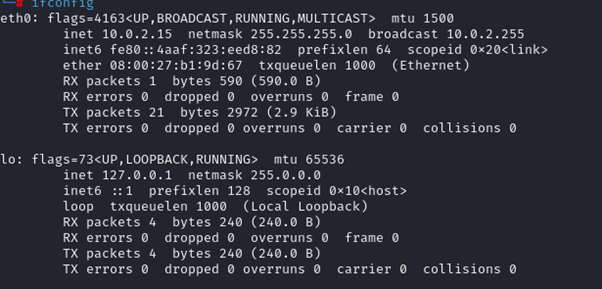 # ifconfig
eth0: flags=4163<UP,BROADCAST,RUNNING,MULTICAST>  mtu 1500
        inet 10.0.2.15  netmask 255.255.255.0  broadcast 10.0.2.255
        inet6 fe80::4aaf:323:eed8:82  prefixlen 64  scopeid 0×20<link>
        ether 08:00:27:b1:9d:67  txqueuelen 1000  (Ethernet)
        RX packets 1  bytes 590 (590.0 B)
        RX errors 0  dropped 0  overruns 0  frame 0
        TX packets 21  bytes 2972 (2.9 KiB)
        TX errors 0  dropped 0 overruns 0  carrier 0  collisions 0

lo: flags=73<UP,LOOPBACK,RUNNING>  mtu 65536
        inet 127.0.0.1  netmask 255.0.0.0
        inet6 ::1  prefixlen 128  scopeid 0×10<host>
        loop  txqueuelen 1000  (Local Loopback)
        RX packets 4  bytes 240 (240.0 B)
        RX errors 0  dropped 0  overruns 0  frame 0
        TX packets 4  bytes 240 (240.0 B)
        TX errors 0  dropped 0 overruns 0  carrier 0  collisions 0